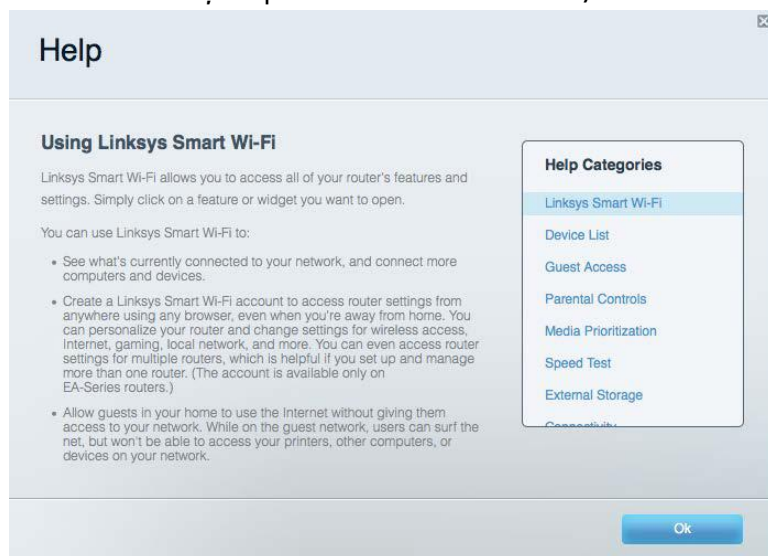 Help
Using Linksys Smart Wi-Fi
Linksys Smart Wi-Fi allows you to access all of your router's features and
settings. Simply click on a feature or widget you want to open.
You can use Linksys Smart Wi-Fi to:
• See what's currently connected to your network, and connect more
computers and devices.
• Create a Linksys Smart Wi-Fi account to access router settings from
anywhere using any browser, even when you're away from home. You
can personalize your router and change settings for wireless access,
Internet, gaming, local network, and more. You can even access router
settings for multiple routers, which is helpful if you set up and manage
more than one router. (The account is available only on
EA-Series routers.)
• Allow guests in your home to use the Internet without giving them
access to your network. While on the guest network, users can surf the
net, but won't be able to access your printers, other computers, or
devices on your network.
Help Categories
Linksys Smart Wi-Fi
Device List
Guest Access
Parental Controls
Media Prioritization
Speed Test
External Storage
Connectivity
Ok